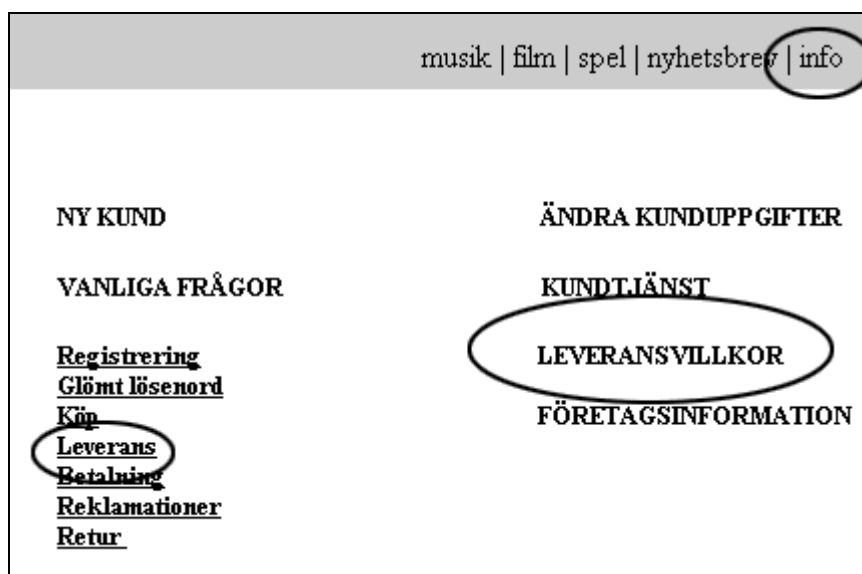 musik | film | spel | nyhetsbrev | info
NY KUND
VANLIGA FRÅGOR
Registrering
Glömt lösenord
Köp
Leverans
Betalning
Reklamationer
Retur
ÄNDRA KUNDUPPGIFTER
KUNDTJÄNST
LEVERANSVILLKOR
FÖRETAGSINFORMATION